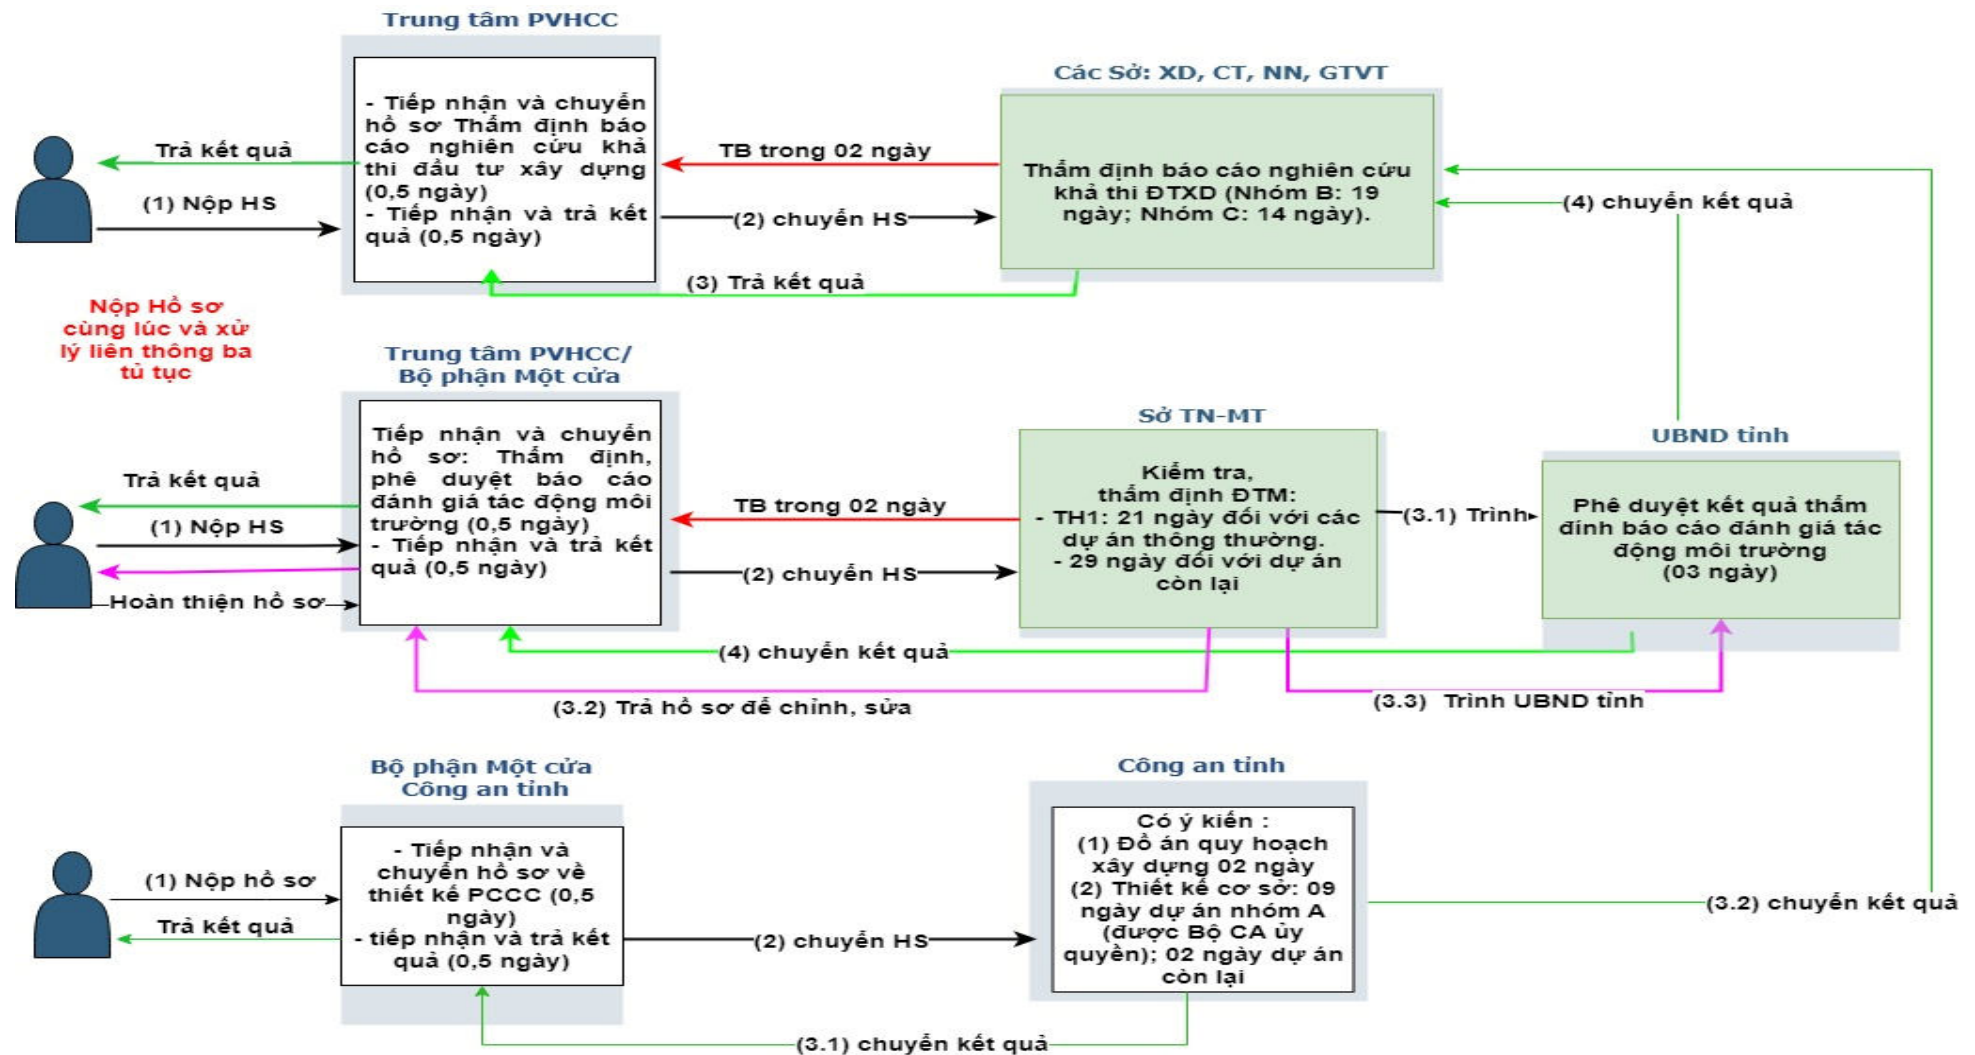 Trung tâm PVHCC
- Tiếp nhận và chuyển
hồ sơ Thẩm định báo
cáo nghiên cứu khả
thi đầu tư xây dựng
(0,5 ngày)
- Tiếp nhận và trả kết
quả (0,5 ngày)
Trả kết quả
(1) Nộp HS
TB trong 02 ngày
(2) chuyển HS
(3) Trả kết quả
Các Sở: XD, CT, NN, GTVT
Thẩm định báo cáo nghiên cứu
khả thi ĐTXD (Nhóm B: 19
ngày; Nhóm C: 14 ngày).
(4) chuyển kết quả
Nộp Hồ sơ
cùng lúc và xử
lý liên thông ba
tủ tục
Trung tâm PVHCC/
Bộ phận Một cửa
Tiếp nhận và chuyển
hồ sơ: Thẩm định,
phê duyệt báo cáo
đánh giá tác động môi
trường (0,5 ngày)
- Tiếp nhận và trả kết
quả (0,5 ngày)
Trả kết quả
(1) Nộp HS
Hoàn thiện hồ sơ
TB trong 02 ngày
(2) chuyển HS
Sở TN-MT
Kiểm tra,
thẩm định ĐTM:
- TH1: 21 ngày đối với các
dự án thông thường.
- 29 ngày đối với dự án
còn lại
(3.1) Trình
UBND tỉnh
Phê duyệt kết quả thẩm
đính báo cáo đánh giá tác
động môi trường
(03 ngày)
(4) chuyển kết quả
(3.2) Trả hồ sơ để chỉnh, sửa
(3.3) Trình UBND tỉnh
Bộ phận Một cửa
Công an tỉnh
- Tiếp nhận và
chuyển hồ sơ về
thiết kế PCCC (0,5
ngày)
- tiếp nhận và trả kết
quả (0,5 ngày)
(1) Nộp hồ sơ
Trả kết quả
(2) chuyển HS
Công an tỉnh
Có ý kiến :
(1) Đồ án quy hoạch
xây dựng 02 ngày
(2) Thiết kế cơ sở: 09
ngày dự án nhóm A
(được Bộ CA ủy
quyền); 02 ngày dự án
còn lại
(3.2) chuyển kết quả
(3.1) chuyển kết quả